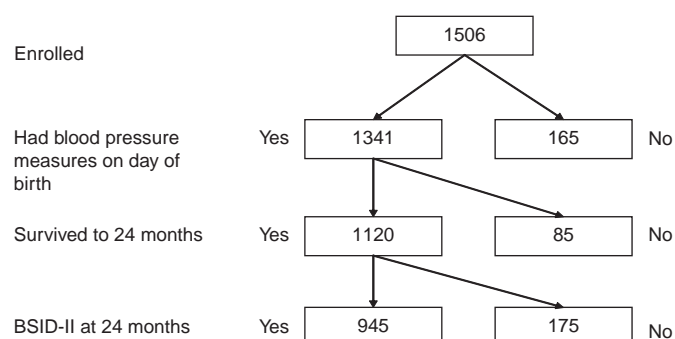 1506
Enrolled
Had blood pressure
measures on day of
birth
Yes
1341
165
No
Survived to 24 months
Yes
1120
85
No
BSID-II at 24 months
Yes
945
175
No